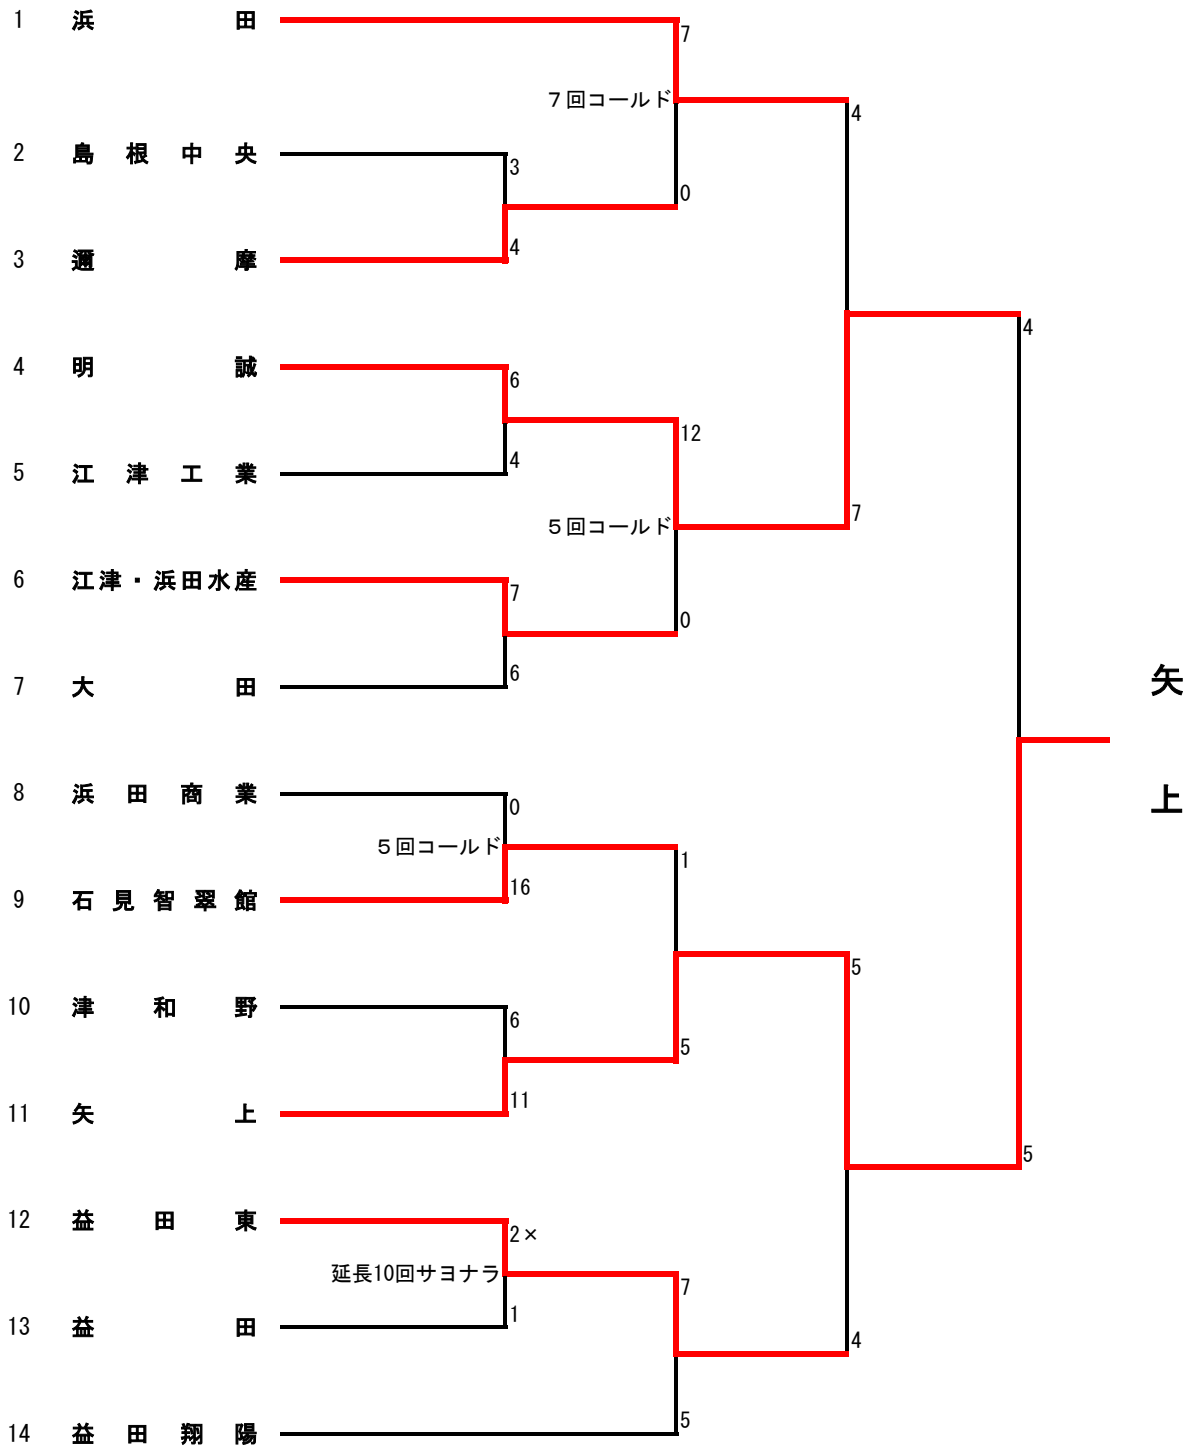 1 浜田
7
７回コールド
4
2 島根中央
3
0
3 邇摩
4
4
4 明誠
6
12
5 江津工業
4
５回コールド
7
6 江津・浜田水産
7
0
7 大田
6
矢上
8 浜田商業
0
５回コールド
1
9 石見智翠館
16
5
10 津和野
6
5
11 矢上
11
5
12 益田東
2×
延長10回サヨナラ
7
13 益田
1
4
14 益田翔陽
5